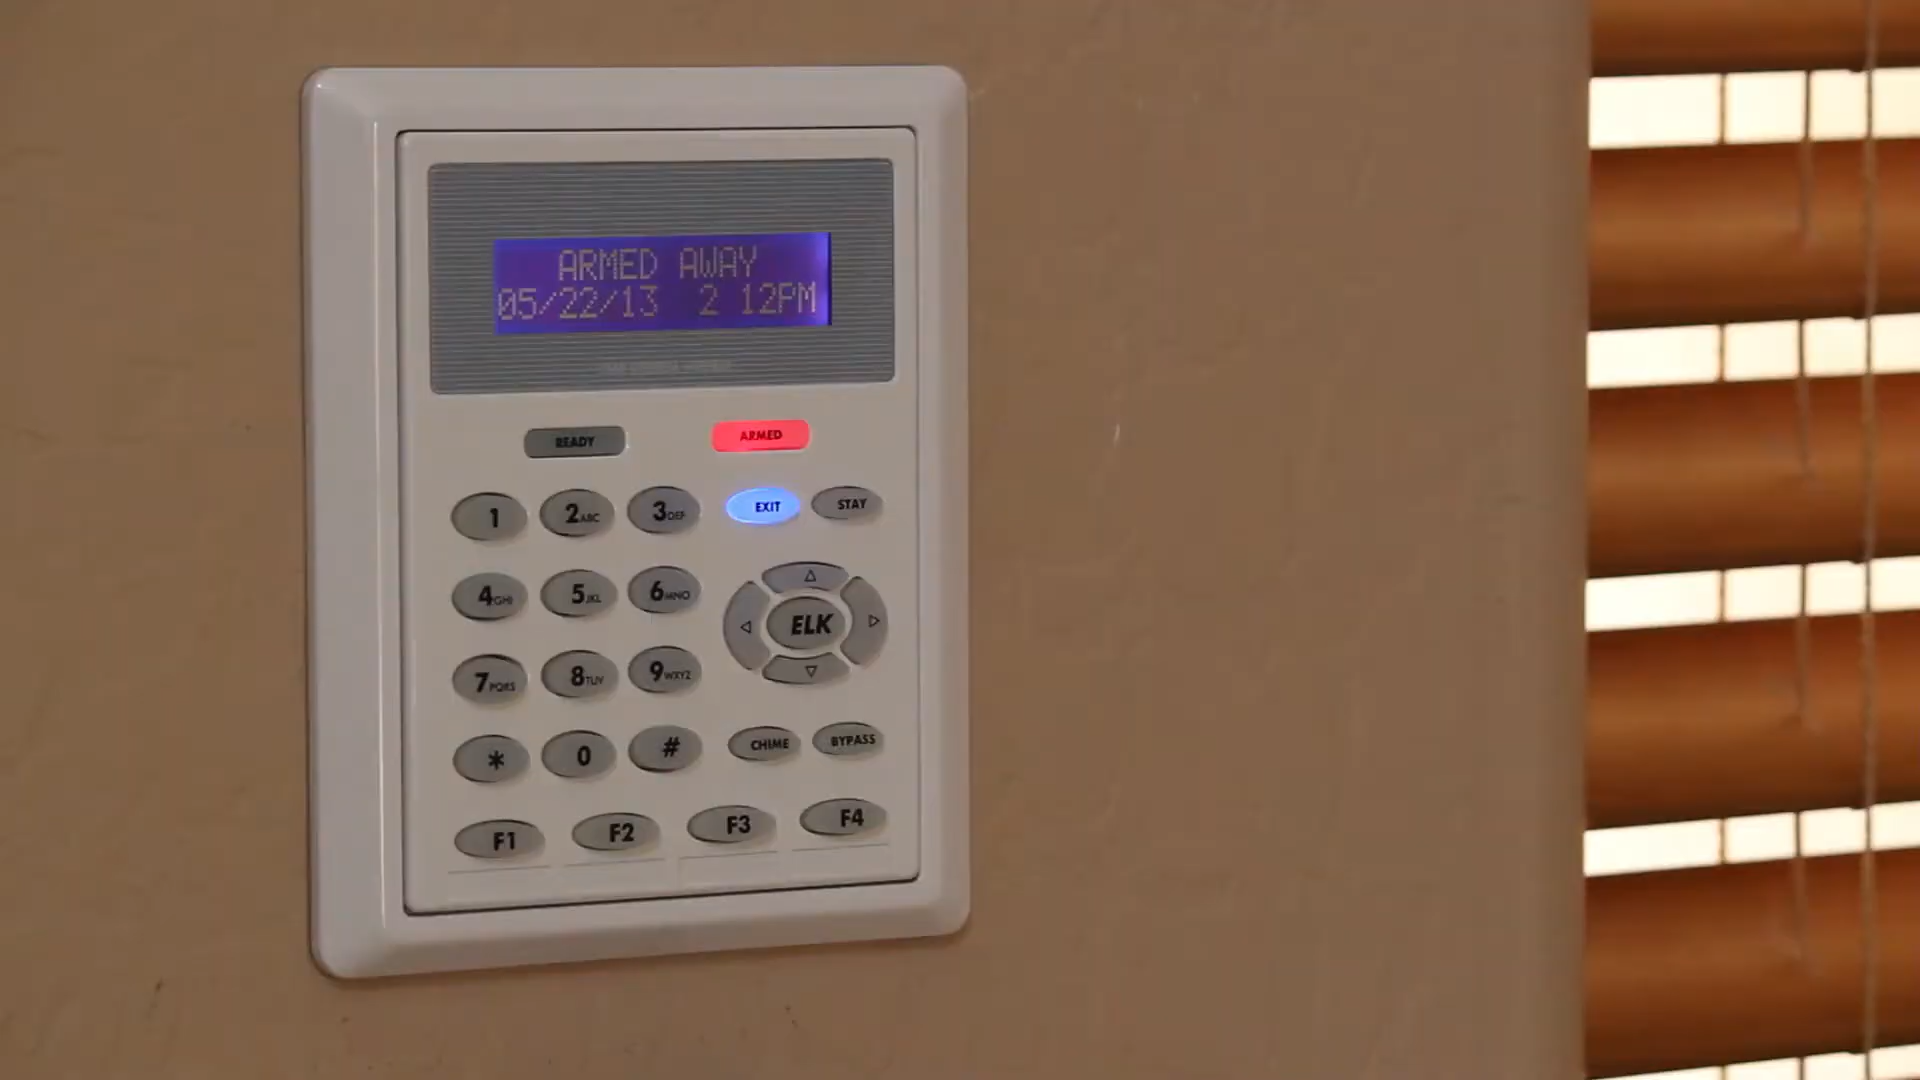 ARMED AWAY
05/22/13 2 12PM
READY ARMED
1 2ABC 3DEF EXIT STAY
4GHI 5JKL 6MNO
ELK
7PQRS 8TUV 9WXYZ
* 0 # CHIME BYPASS
F1 F2 F3 F4